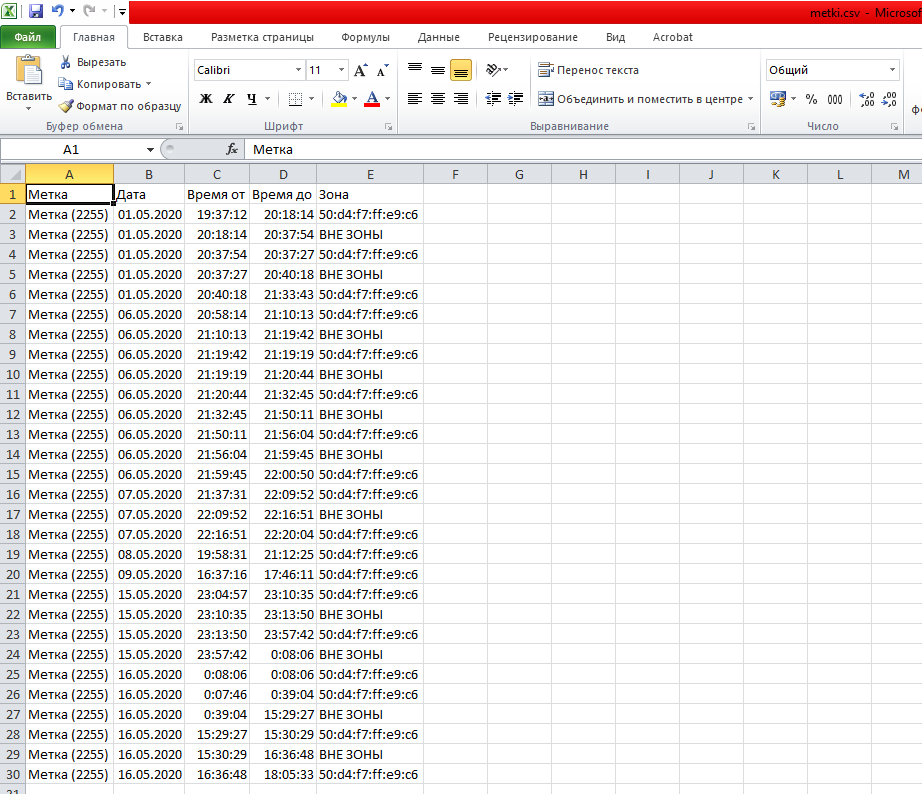 metki.csv - Microsof
Файл Главная Вставка Разметка страницы Формулы Данные Рецензирование Вид Acrobat
Вставить
Вырезать
Копировать
Формат по образцу
Буфер обмена
Calibri 11
Ж К Ч
Шрифт
Перенос текста
Объединить и поместить в центре
Выравнивание
Общий
% 000
Число
A1 fx Метка
A B C D E F G H I J K L M
1 Метка Дата Время от Время до Зона
2 Метка (2255) 01.05.2020 19:37:12 20:18:14 50:d4:f7:ff:e9:c6
3 Метка (2255) 01.05.2020 20:18:14 20:37:54 ВНЕ ЗОНЫ
4 Метка (2255) 01.05.2020 20:37:54 20:37:27 50:d4:f7:ff:e9:c6
5 Метка (2255) 01.05.2020 20:37:27 20:40:18 ВНЕ ЗОНЫ
6 Метка (2255) 01.05.2020 20:40:18 21:33:43 50:d4:f7:ff:e9:c6
7 Метка (2255) 06.05.2020 20:58:14 21:10:13 50:d4:f7:ff:e9:c6
8 Метка (2255) 06.05.2020 21:10:13 21:19:42 ВНЕ ЗОНЫ
9 Метка (2255) 06.05.2020 21:19:42 21:19:19 50:d4:f7:ff:e9:c6
10 Метка (2255) 06.05.2020 21:19:19 21:20:44 ВНЕ ЗОНЫ
11 Метка (2255) 06.05.2020 21:20:44 21:32:45 50:d4:f7:ff:e9:c6
12 Метка (2255) 06.05.2020 21:32:45 21:50:11 ВНЕ ЗОНЫ
13 Метка (2255) 06.05.2020 21:50:11 21:56:04 50:d4:f7:ff:e9:c6
14 Метка (2255) 06.05.2020 21:56:04 21:59:45 ВНЕ ЗОНЫ
15 Метка (2255) 06.05.2020 21:59:45 22:00:50 50:d4:f7:ff:e9:c6
16 Метка (2255) 07.05.2020 21:37:31 22:09:52 50:d4:f7:ff:e9:c6
17 Метка (2255) 07.05.2020 22:09:52 22:16:51 ВНЕ ЗОНЫ
18 Метка (2255) 07.05.2020 22:16:51 22:20:04 50:d4:f7:ff:e9:c6
19 Метка (2255) 08.05.2020 19:58:31 21:12:25 50:d4:f7:ff:e9:c6
20 Метка (2255) 09.05.2020 16:37:16 17:46:11 50:d4:f7:ff:e9:c6
21 Метка (2255) 15.05.2020 23:04:57 23:10:35 50:d4:f7:ff:e9:c6
22 Метка (2255) 15.05.2020 23:10:35 23:13:50 ВНЕ ЗОНЫ
23 Метка (2255) 15.05.2020 23:13:50 23:57:42 50:d4:f7:ff:e9:c6
24 Метка (2255) 15.05.2020 23:57:42 0:08:06 ВНЕ ЗОНЫ
25 Метка (2255) 16.05.2020 0:08:06 0:08:06 50:d4:f7:ff:e9:c6
26 Метка (2255) 16.05.2020 0:07:46 0:39:04 50:d4:f7:ff:e9:c6
27 Метка (2255) 16.05.2020 0:39:04 15:29:27 ВНЕ ЗОНЫ
28 Метка (2255) 16.05.2020 15:29:27 15:30:29 50:d4:f7:ff:e9:c6
29 Метка (2255) 16.05.2020 15:30:29 16:36:48 ВНЕ ЗОНЫ
30 Метка (2255) 16.05.2020 16:36:48 18:05:33 50:d4:f7:ff:e9:c6